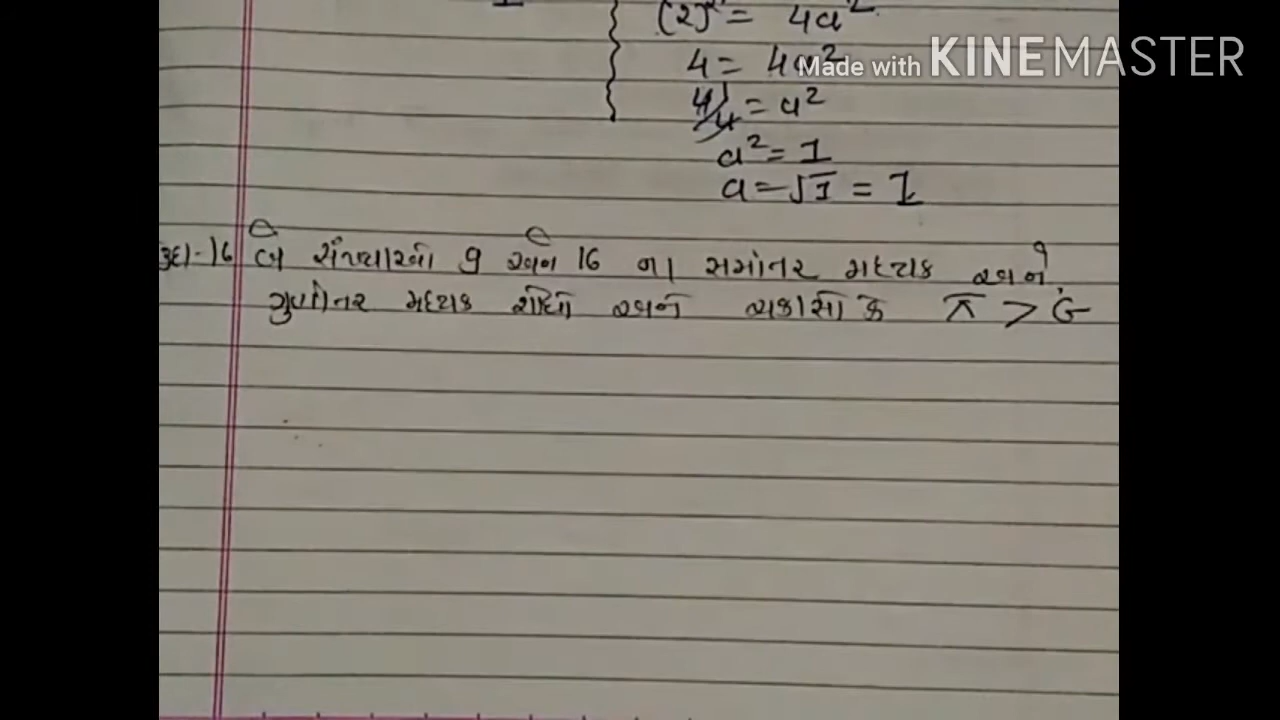 (2)² = 4a²
4 = 4a²
Made with KINEMASTER
4/4 = a²
a² = 1
a = √1 = 1
ઉદા-16 બે સંખ્યાઓ 9 અને 16 ના સમાંતર મધ્યક અને
ગુણોત્તર મધ્યક શોધો અને ચકાસો કે x̄ > G